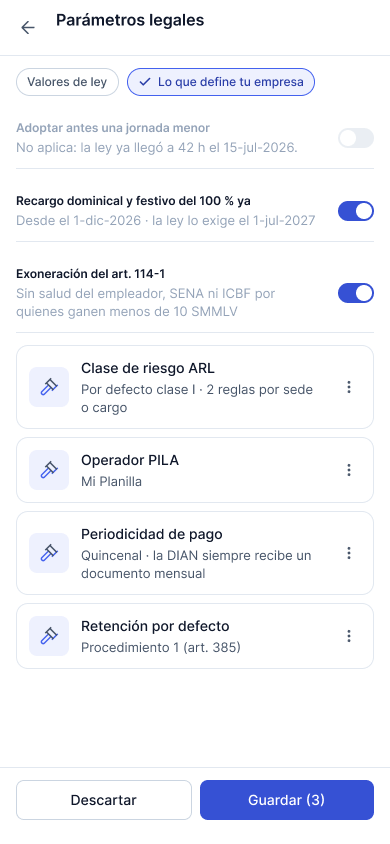 Parámetros legales
Valores de ley
Lo que define tu empresa
Adoptar antes una jornada menor
No aplica: la ley ya llegó a 42 h el 15-jul-2026.
Recargo dominical y festivo del 100 % ya
Desde el 1-dic-2026 · la ley lo exige el 1-jul-2027
Exoneración del art. 114-1
Sin salud del empleador, SENA ni ICBF por
quienes ganen menos de 10 SMMLV
Clase de riesgo ARL
Por defecto clase I · 2 reglas por sede
o cargo
Operador PILA
Mi Planilla
Periodicidad de pago
Quincenal · la DIAN siempre recibe un
documento mensual
Retención por defecto
Procedimiento 1 (art. 385)
Descartar
Guardar (3)